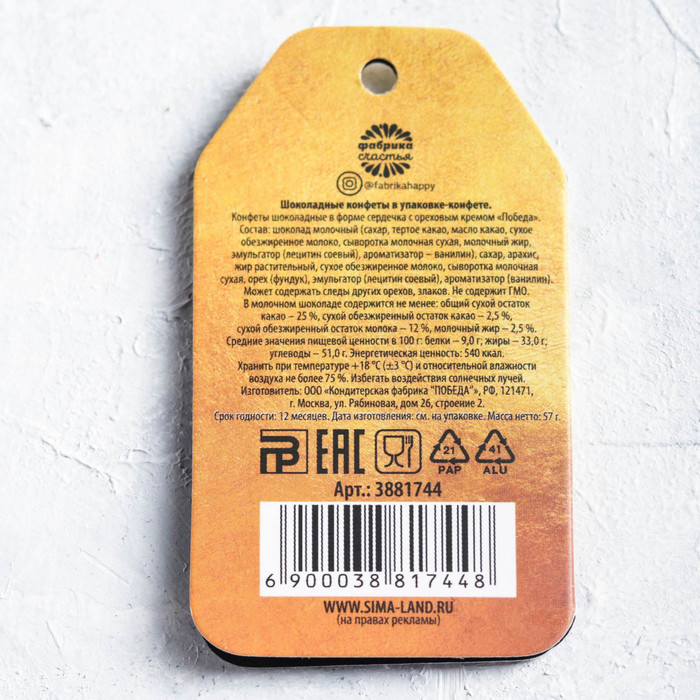 фабрика
счастья
@fabrikahappy
Шоколадные конфеты в упаковке-конфете.
Конфеты шоколадные в форме сердечка с ореховым кремом «Победа».
Состав: шоколад молочный (сахар, тертое какао, масло какао, сухое
обезжиренное молоко, сыворотка молочная сухая, молочный жир,
эмульгатор (лецитин соевый), ароматизатор – ванилин), сахар, арахис,
жир растительный, сухое обезжиренное молоко, сыворотка молочная
сухая, орех (фундук), эмульгатор (лецитин соевый), ароматизатор (ванилин).
Может содержать следы других орехов, злаков. Не содержит ГМО.
В молочном шоколаде содержится не менее: общий сухой остаток
какао – 25 %, сухой обезжиренный остаток какао – 2,5 %,
сухой обезжиренный остаток молока – 12 %, молочный жир – 2,5 %.
Средние значения пищевой ценности в 100 г: белки – 9,0 г; жиры – 33,0 г;
углеводы – 51,0 г. Энергетическая ценность: 540 ккал.
Хранить при температуре +18 °C (±3 °C) и относительной влажности
воздуха не более 75 %. Избегать воздействия солнечных лучей.
Изготовитель: ООО «Кондитерская фабрика "ПОБЕДА"», РФ, 121471,
г. Москва, ул. Рябиновая, дом 26, строение 2.
Срок годности: 12 месяцев. Дата изготовления: см. на упаковке. Масса нетто: 57 г.
EAC 21 41
PAP ALU
Арт.: 3881744
6 900038 817448
WWW.SIMA-LAND.RU
(на правах рекламы)